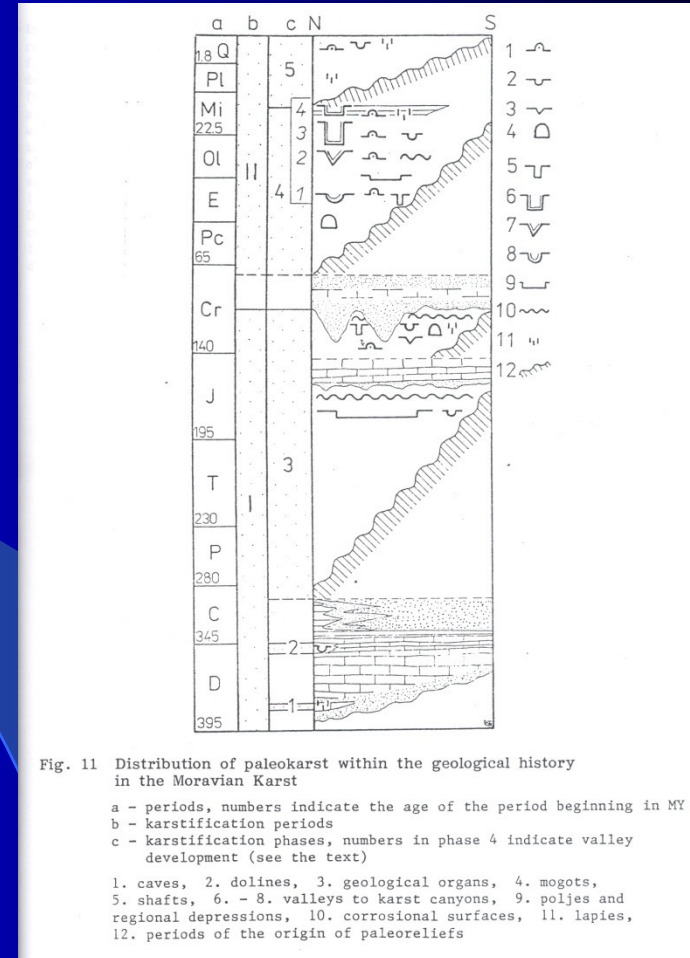 a b c N S
1.8 Q
Pl
Mi
22.5
Ol
E
Pc
65
Cr
140
J
195
T
230
P
280
C
345
D
395
II
I
5
4
4
3
2
1
3
2
1
1
2
3
4
5
6
7
8
9
10
11
12
Fig. 11 Distribution of paleokarst within the geological history
in the Moravian Karst
a - periods, numbers indicate the age of the period beginning in MY
b - karstification periods
c - karstification phases, numbers in phase 4 indicate valley
development (see the text)
1. caves, 2. dolines, 3. geological organs, 4. mogots,
5. shafts, 6. - 8. valleys to karst canyons, 9. poljes and
regional depressions, 10. corrosional surfaces, 11. lapies,
12. periods of the origin of paleoreliefs